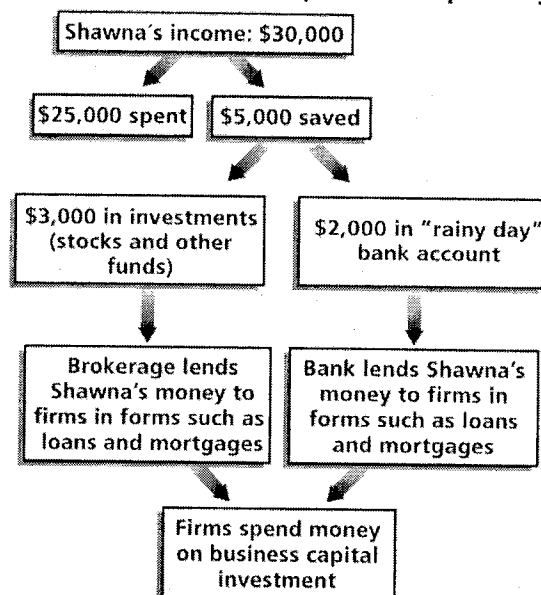 Shawna's income: $30,000
$25,000 spent
$5,000 saved
$3,000 in investments
(stocks and other
funds)
$2,000 in "rainy day"
bank account
Brokerage lends
Shawna's money to
firms in forms such as
loans and mortgages
Bank lends Shawna's
money to firms in
forms such as loans
and mortgages
Firms spend money
on business capital
investment